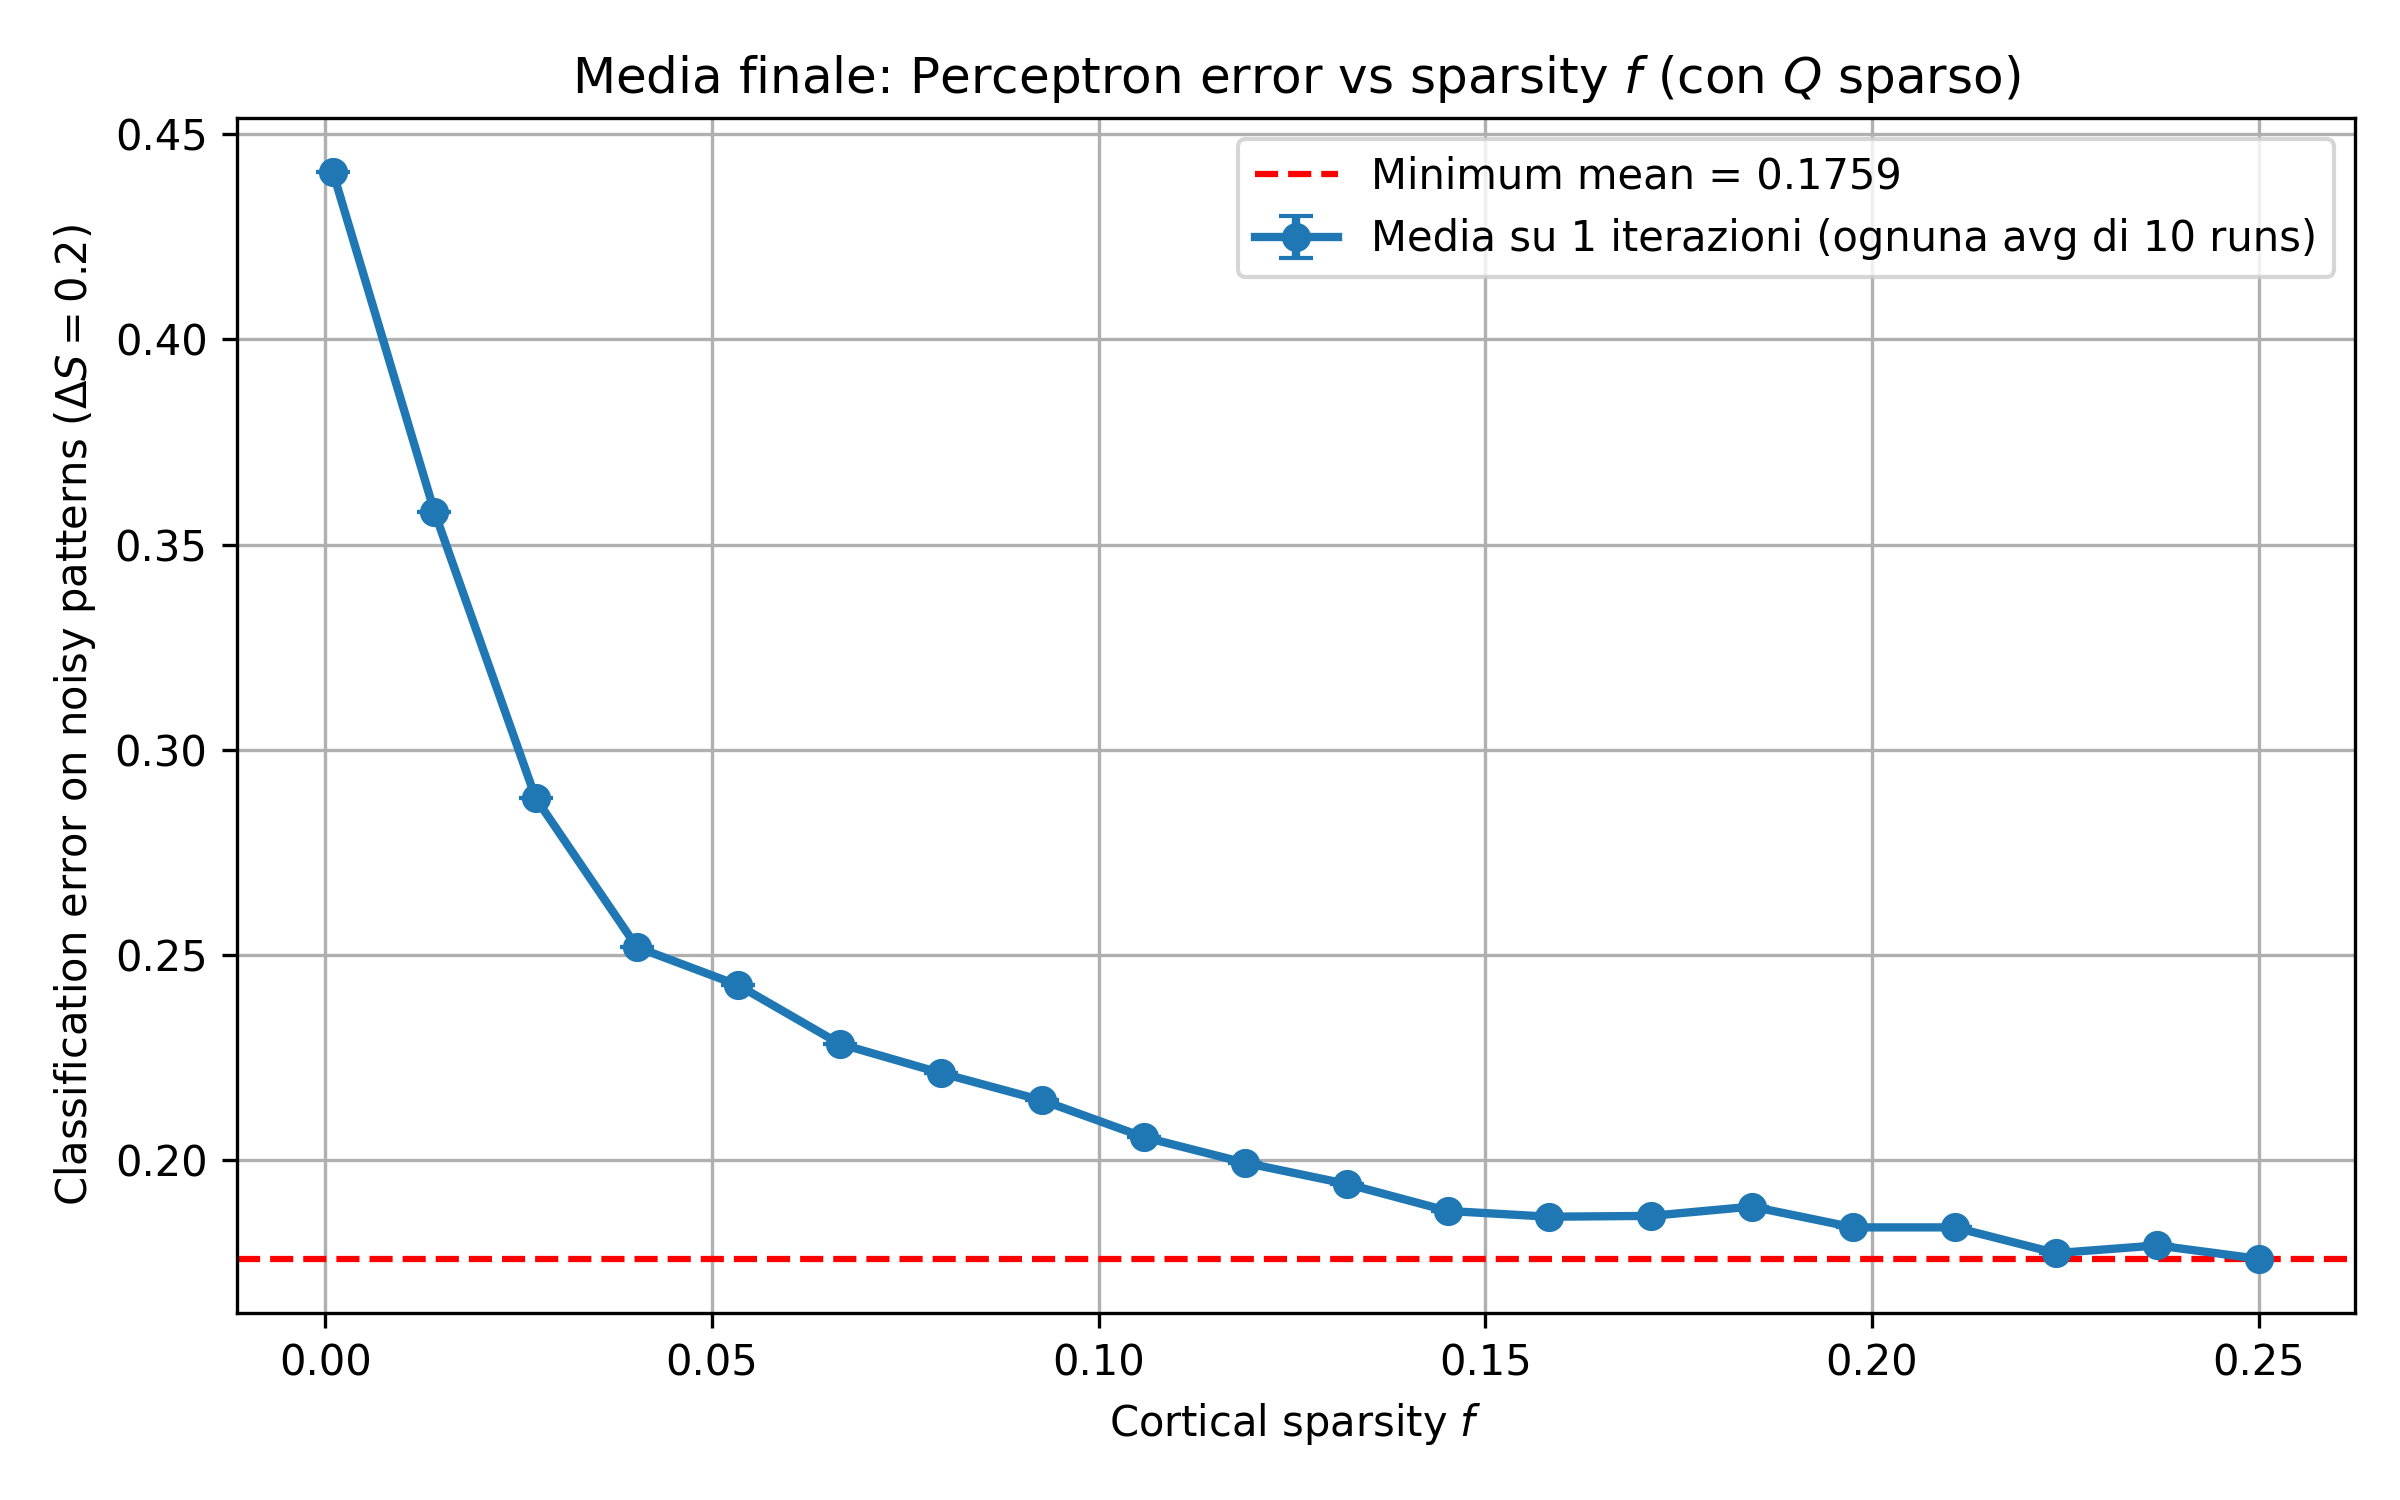 Media finale: Perceptron error vs sparsity f (con Q sparso)
Minimum mean = 0.1759
Media su 1 iterazioni (ognuna avg di 10 runs)
Classification error on noisy patterns (ΔS = 0.2)
0.45
0.40
0.35
0.30
0.25
0.20
0.00 0.05 0.10 0.15 0.20 0.25
Cortical sparsity f